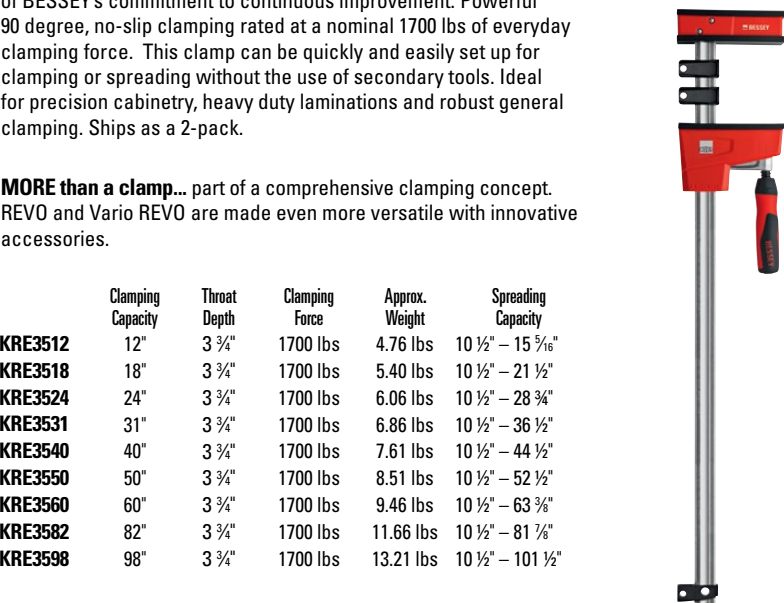 of BESSEY's commitment to continuous improvement. Powerful
90 degree, no-slip clamping rated at a nominal 1700 lbs of everyday
clamping force. This clamp can be quickly and easily set up for
clamping or spreading without the use of secondary tools. Ideal
for precision cabinetry, heavy duty laminations and robust general
clamping. Ships as a 2-pack.
MORE than a clamp... part of a comprehensive clamping concept.
REVO and Vario REVO are made even more versatile with innovative
accessories.
Clamping Throat Clamping Approx. Spreading
Capacity Depth Force Weight Capacity
KRE3512 12" 3 ¾" 1700 lbs 4.76 lbs 10 ½" – 15 5⁄16"
KRE3518 18" 3 ¾" 1700 lbs 5.40 lbs 10 ½" – 21 ½"
KRE3524 24" 3 ¾" 1700 lbs 6.06 lbs 10 ½" – 28 ¾"
KRE3531 31" 3 ¾" 1700 lbs 6.86 lbs 10 ½" – 36 ½"
KRE3540 40" 3 ¾" 1700 lbs 7.61 lbs 10 ½" – 44 ½"
KRE3550 50" 3 ¾" 1700 lbs 8.51 lbs 10 ½" – 52 ½"
KRE3560 60" 3 ¾" 1700 lbs 9.46 lbs 10 ½" – 63 ⅜"
KRE3582 82" 3 ¾" 1700 lbs 11.66 lbs 10 ½" – 81 ⅞"
KRE3598 98" 3 ¾" 1700 lbs 13.21 lbs 10 ½" – 101 ½"
BESSEY
BESSEY